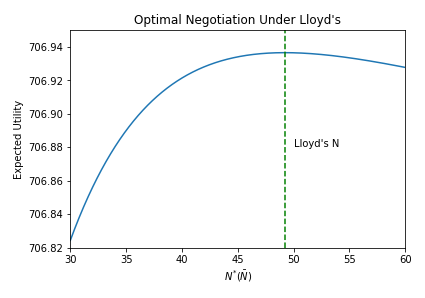 Optimal Negotiation Under Lloyd's
Expected Utility
706.94
706.92
706.90
706.88
706.86
706.84
706.82
Lloyd's N
30 35 40 45 50 55 60
N*(Ñ)